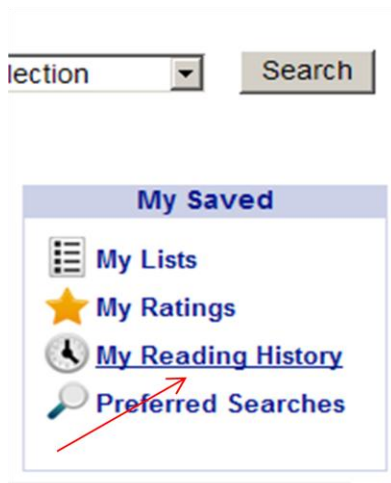 lection Search
My Saved
My Lists
My Ratings
My Reading History
Preferred Searches